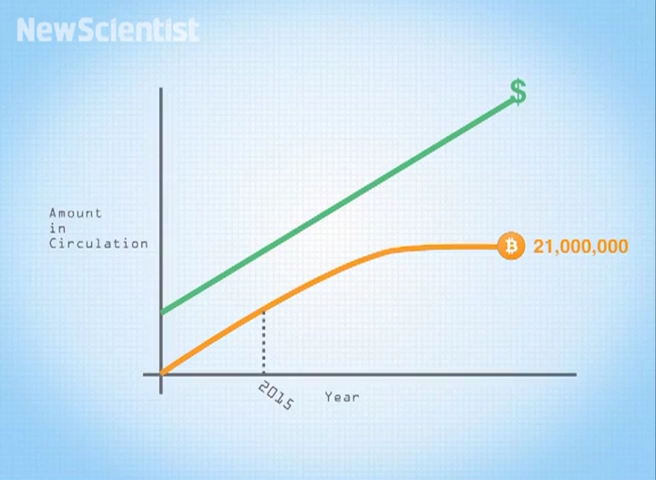 NewScientist
$
Amount
in
Circulation
₿ 21,000,000
2015
Year